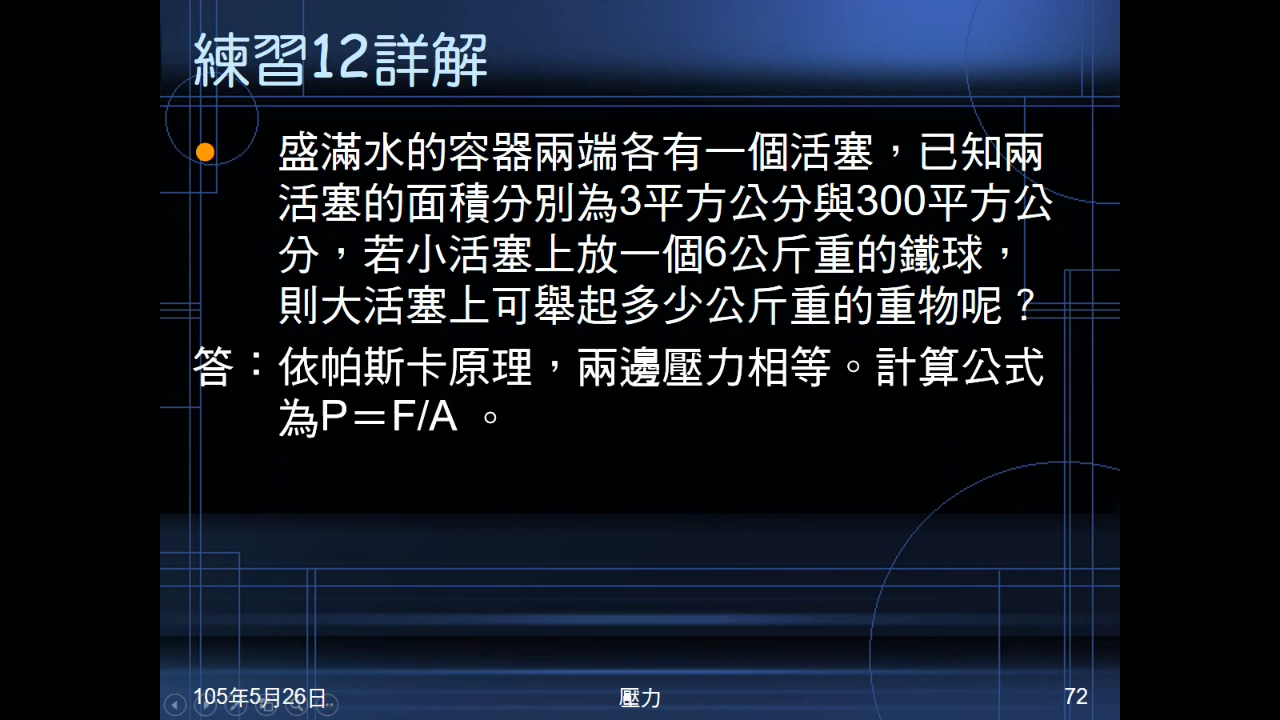 練習12詳解
盛滿水的容器兩端各有一個活塞，已知兩
活塞的面積分別為3平方公分與300平方公
分，若小活塞上放一個6公斤重的鐵球，
則大活塞上可舉起多少公斤重的重物呢？
答：依帕斯卡原理，兩邊壓力相等。計算公式
為P＝F/A 。
105年5月26日
壓力
72